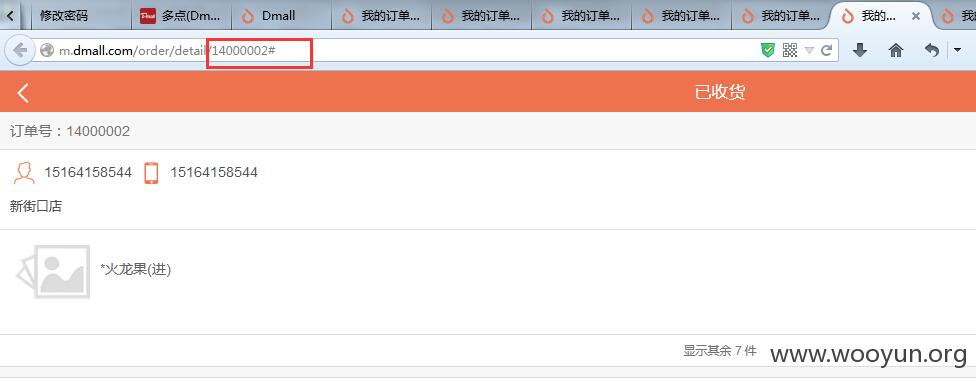 修改密码 多点(Dm... Dmall 我的订单... 我的订单... 我的订单... 我的订单... 我的订单... 我的... 我的
m.dmall.com/order/detail/14000002#
已收货
订单号：14000002
15164158544 15164158544
新街口店
*火龙果(进)
显示其余 7 件
www.wooyun.org